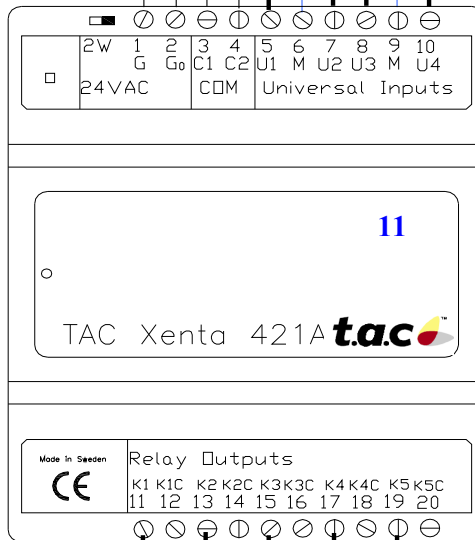 2W 1 2 3 4 5 6 7 8 9 10
G G₀ C1 C2 U1 M U2 U3 M U4
24VAC COM Universal Inputs
11
TAC Xenta 421A t.a.c ™
Made in Sweden Relay Outputs
CE K1 K1C K2 K2C K3 K3C K4 K4C K5 K5C
11 12 13 14 15 16 17 18 19 20